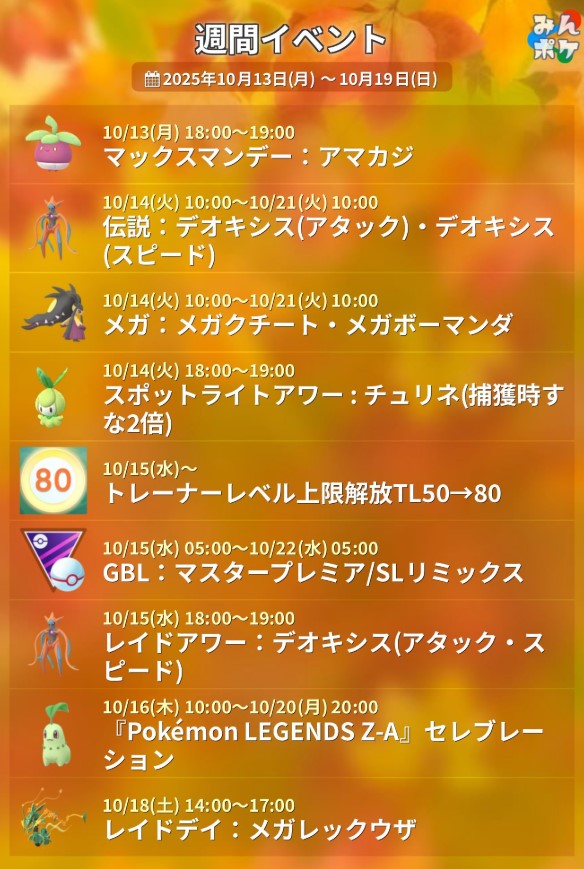 みん
ポケ
週間イベント
2025年10月13日(月) 〜 10月19日(日)
10/13(月) 18:00〜19:00
マックスマンデー：アマカジ
10/14(火) 10:00〜10/21(火) 10:00
伝説：デオキシス(アタック)・デオキシス
(スピード)
10/14(火) 10:00〜10/21(火) 10:00
メガ：メガクチート・メガボーマンダ
10/14(火) 18:00〜19:00
スポットライトアワー : チュリネ(捕獲時す
な2倍)
80
10/15(水)〜
トレーナーレベル上限解放TL50→80
10/15(水) 05:00〜10/22(水) 05:00
GBL：マスタープレミア/SLリミックス
10/15(水) 18:00〜19:00
レイドアワー：デオキシス(アタック・ス
ピード)
10/16(木) 10:00〜10/20(月) 20:00
『Pokémon LEGENDS Z-A』セレブレー
ション
10/18(土) 14:00〜17:00
レイドデイ：メガレックウザ